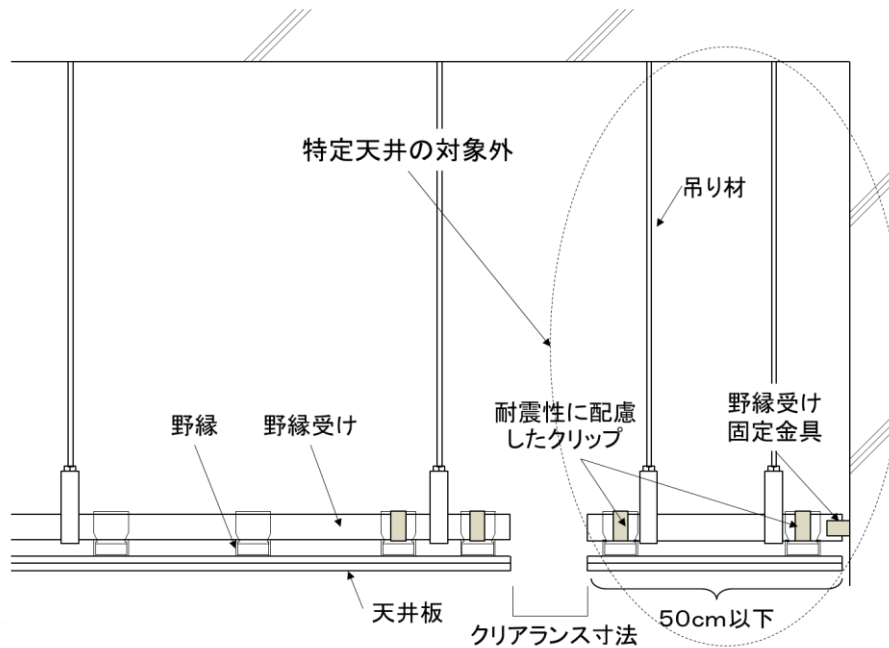 特定天井の対象外
吊り材
野縁
野縁受け
耐震性に配慮
したクリップ
野縁受け
固定金具
天井板
クリアランス寸法
50cm以下